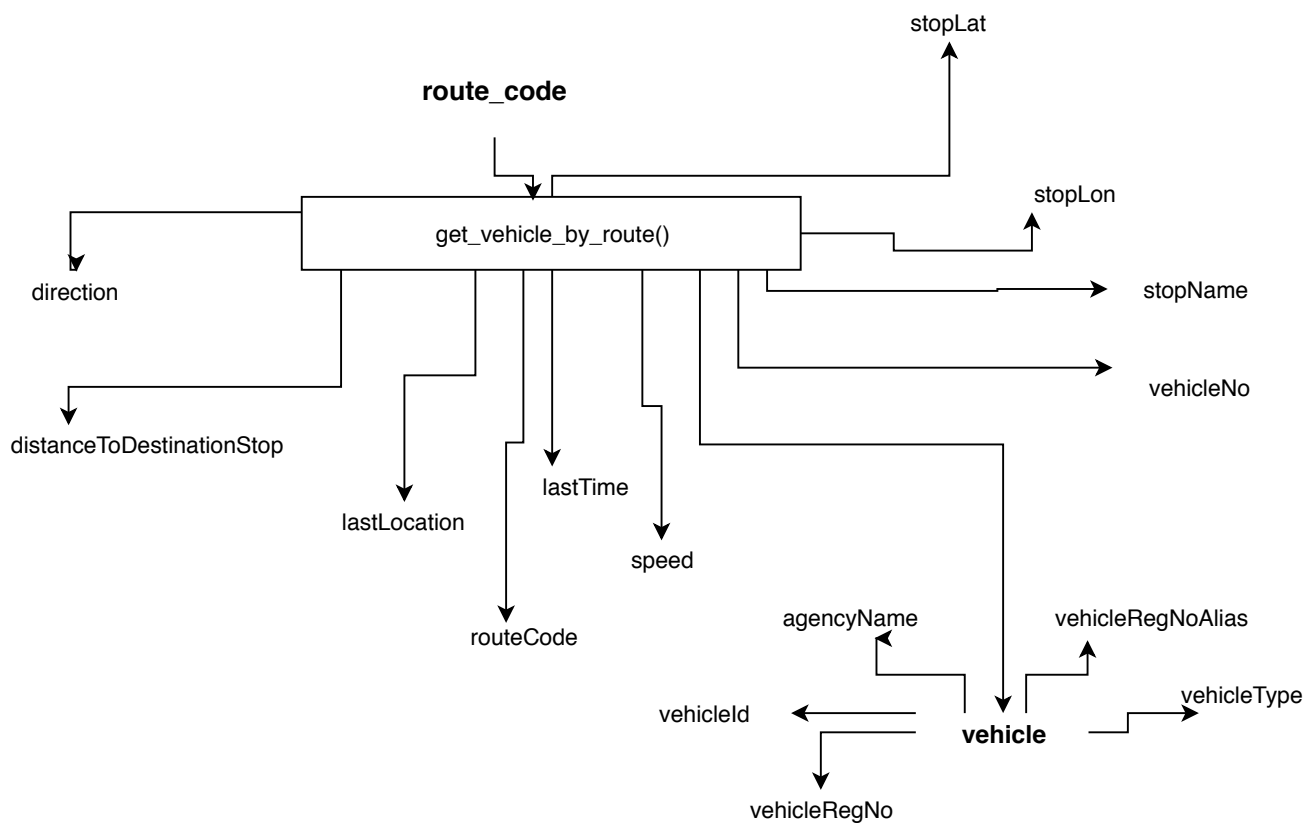 stopLat
route_code
stopLon
get_vehicle_by_route()
direction
stopName
vehicleNo
distanceToDestinationStop
lastTime
lastLocation
speed
routeCode
agencyName
vehicleRegNoAlias
vehicleType
vehicleId
vehicle
vehicleRegNo